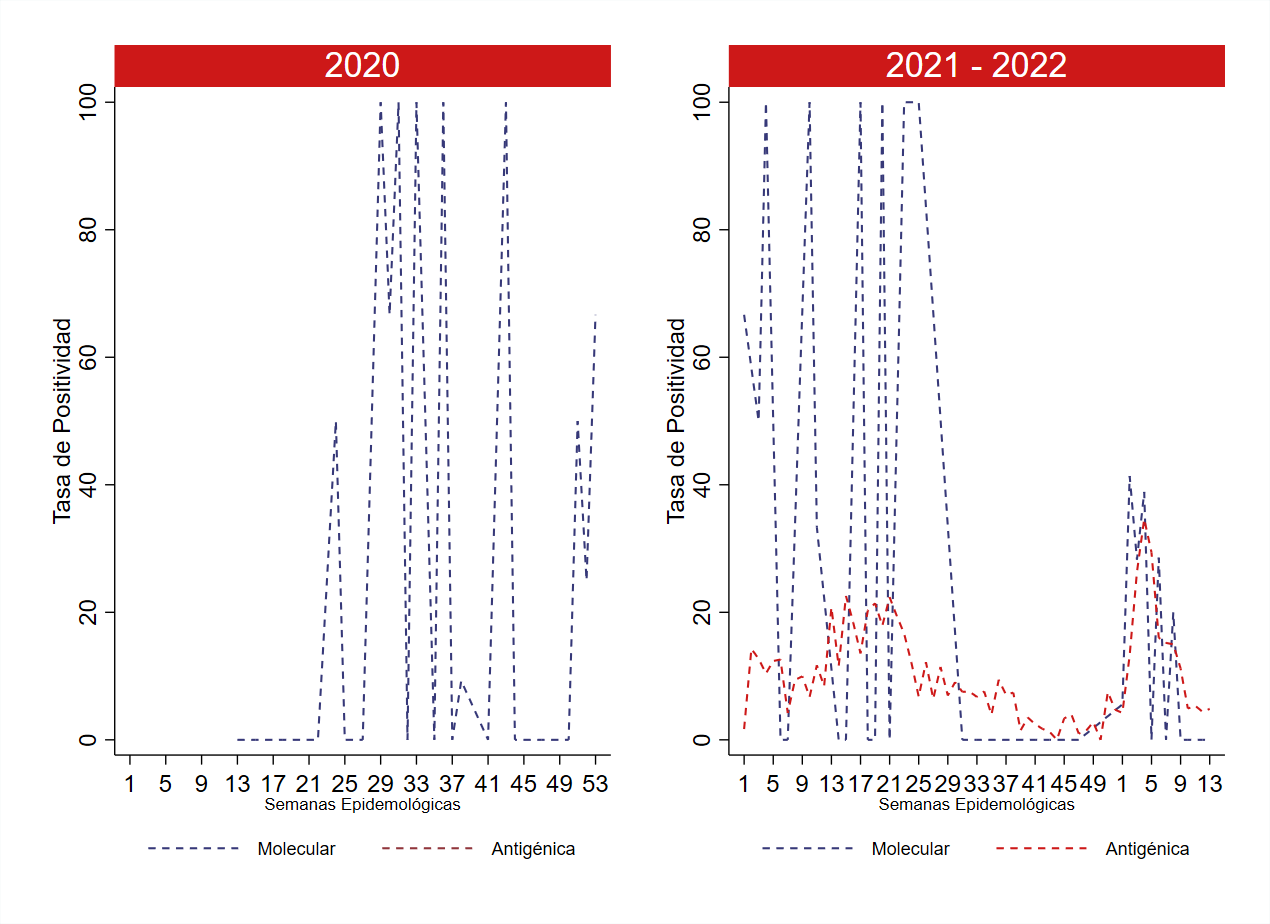 2020
100
80
60
40
20
0
Tasa de Positividad
1 5 9 13 17 21 25 29 33 37 41 45 49 53
Semanas Epidemológicas
Molecular Antigénica
2021 - 2022
100
80
60
40
20
0
Tasa de Positividad
1 5 9 13 17 21 25 29 33 37 41 45 49 1 5 9 13
Semanas Epidemológicas
Molecular Antigénica